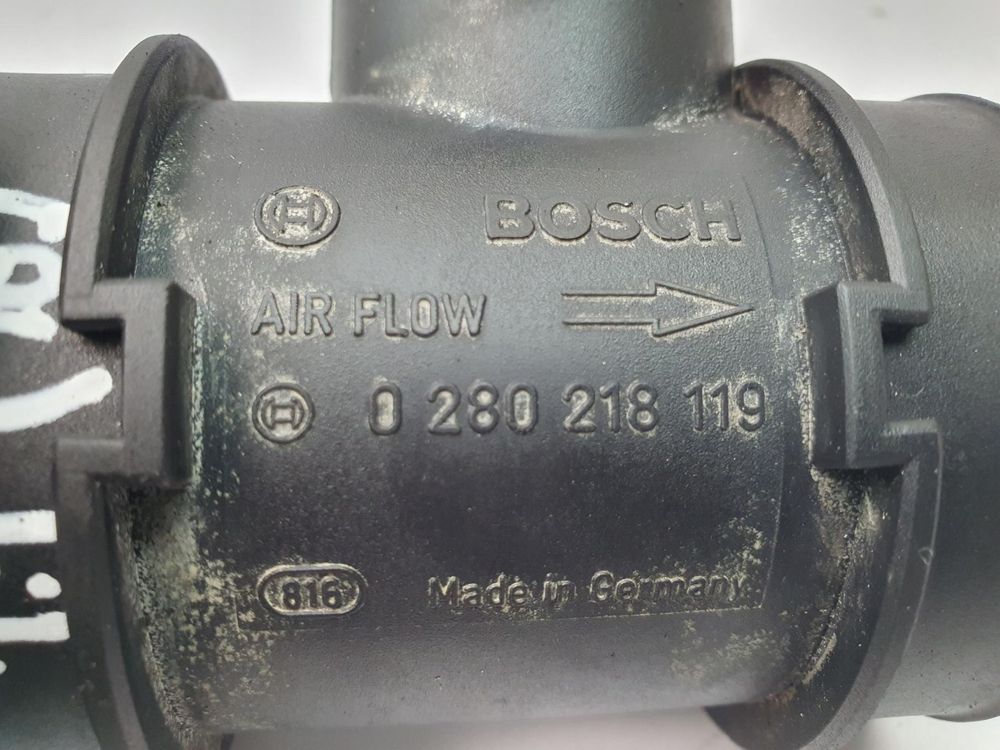 BOSCH
AIR FLOW
0 280 218 119
816 Made in Germany